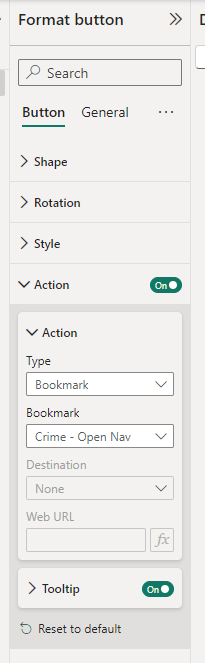 Format button
Search
Button General ...
Shape
Rotation
Style
Action On
Action
Type
Bookmark
Bookmark
Crime - Open Nav
Destination
None
Web URL
fx
Tooltip On
Reset to default